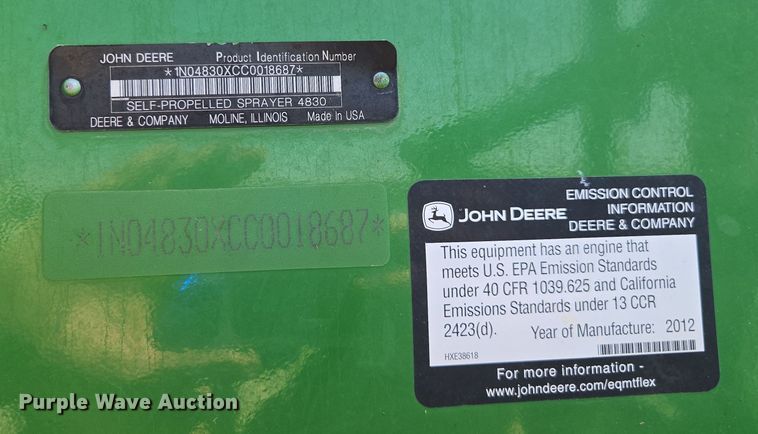 JOHN DEERE Product Identification Number
*1N04830XCC0018687*
SELF-PROPELLED SPRAYER 4830
DEERE & COMPANY MOLINE, ILLINOIS Made In USA
*1N04830XCC0018687*
JOHN DEERE
EMISSION CONTROL
INFORMATION
DEERE & COMPANY
This equipment has an engine that
meets U.S. EPA Emission Standards
under 40 CFR 1039.625 and California
Emissions Standards under 13 CCR
2423(d). Year of Manufacture: 2012
HXE38618
For more information -
www.johndeere.com/eqmtflex
Purple Wave Auction